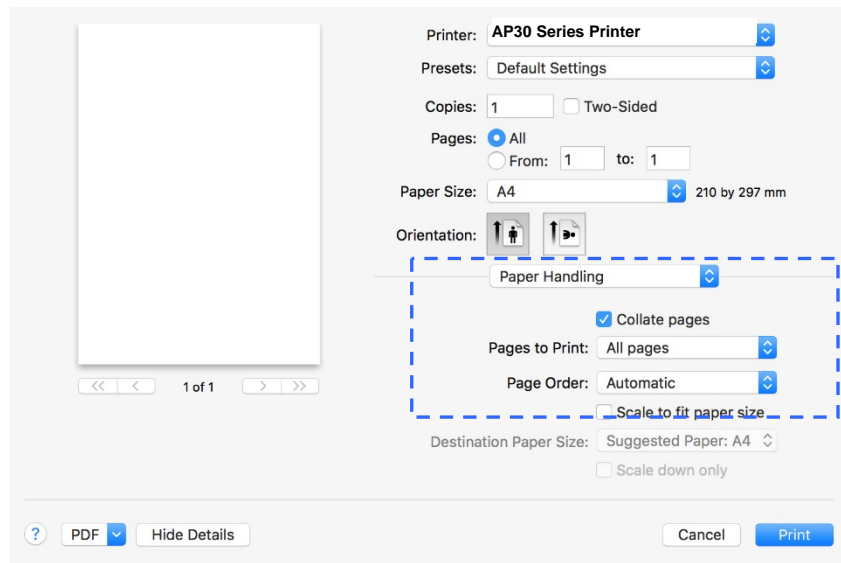 Printer: AP30 Series Printer
Presets: Default Settings
Copies: 1 Two-Sided
Pages: All
From: 1 to: 1
Paper Size: A4 210 by 297 mm
Orientation:
Paper Handling
Collate pages
Pages to Print: All pages
Page Order: Automatic
Scale to fit paper size
Destination Paper Size: Suggested Paper: A4
Scale down only
<< < 1 of 1 > >>
? PDF Hide Details Cancel Print